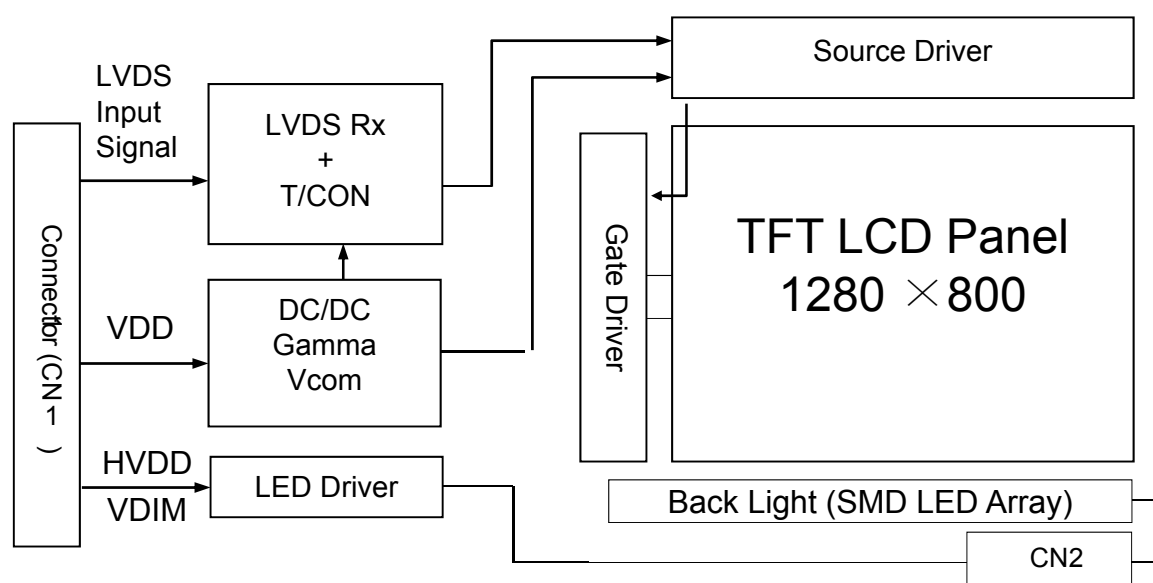 LVDS
Input
Signal
LVDS Rx
+
T/CON
Source Driver
Connector (CN1)
VDD
DC/DC
Gamma
Vcom
Gate Driver
TFT LCD Panel
1280 ×800
HVDD
VDIM
LED Driver
Back Light (SMD LED Array)
CN2